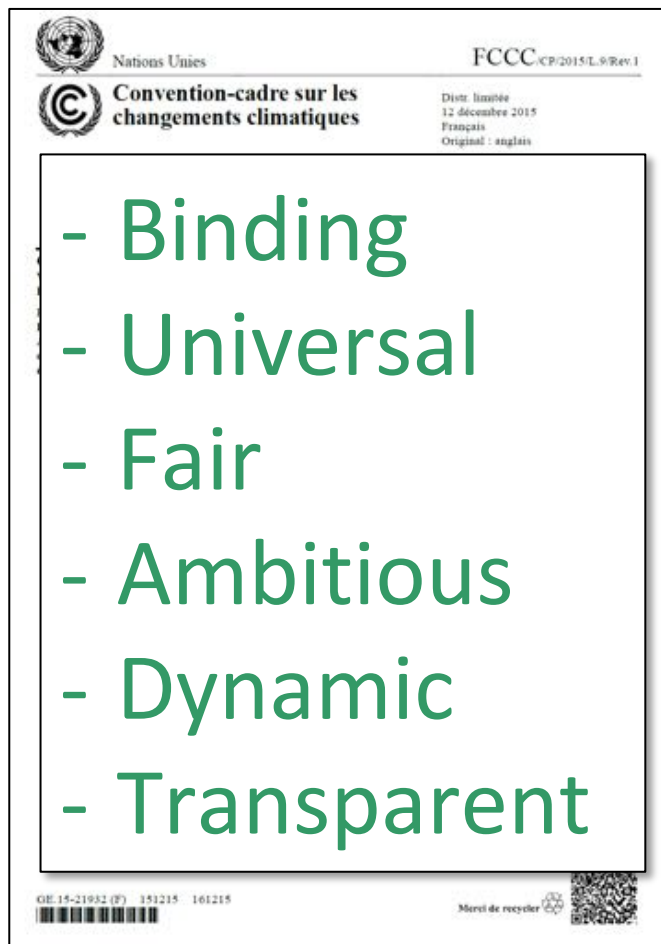 Nations Unies
FCCC/CP/2015/L.9/Rev.1
Convention-cadre sur les
changements climatiques
Distr. limitée
12 décembre 2015
Français
Original : anglais
- Binding
- Universal
- Fair
- Ambitious
- Dynamic
- Transparent
GE.15-21932 (F) 151215 161215
Merci de recycler